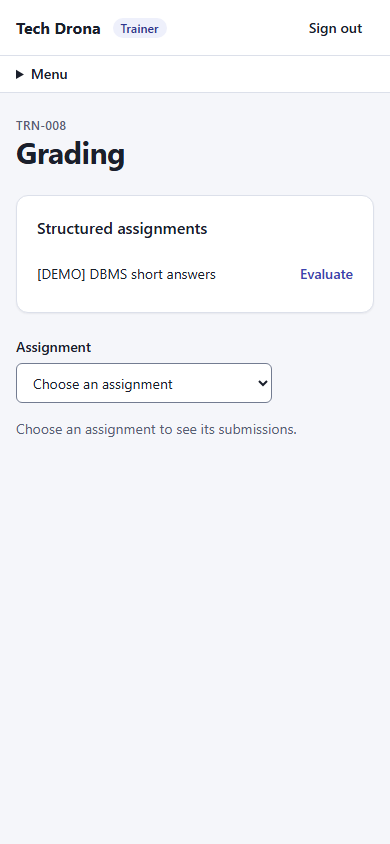 Tech Drona Trainer Sign out
Menu
TRN-008
Grading
Structured assignments
[DEMO] DBMS short answers Evaluate
Assignment
Choose an assignment
Choose an assignment to see its submissions.